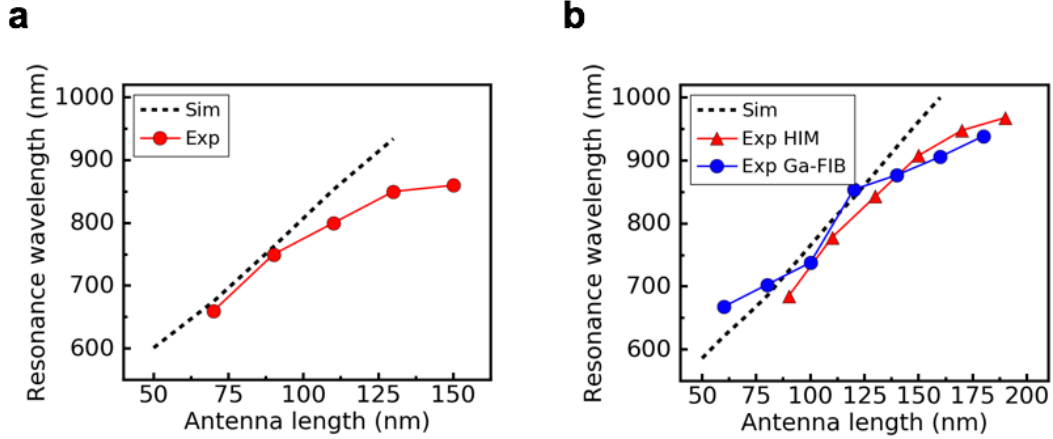 a
Resonance wavelength (nm)
1000
900
800
700
600
Sim
Exp
50 75 100 125 150
Antenna length (nm)
b
Resonance wavelength (nm)
1000
900
800
700
600
Sim
Exp HIM
Exp Ga-FIB
50 75 100 125 150 175 200
Antenna length (nm)